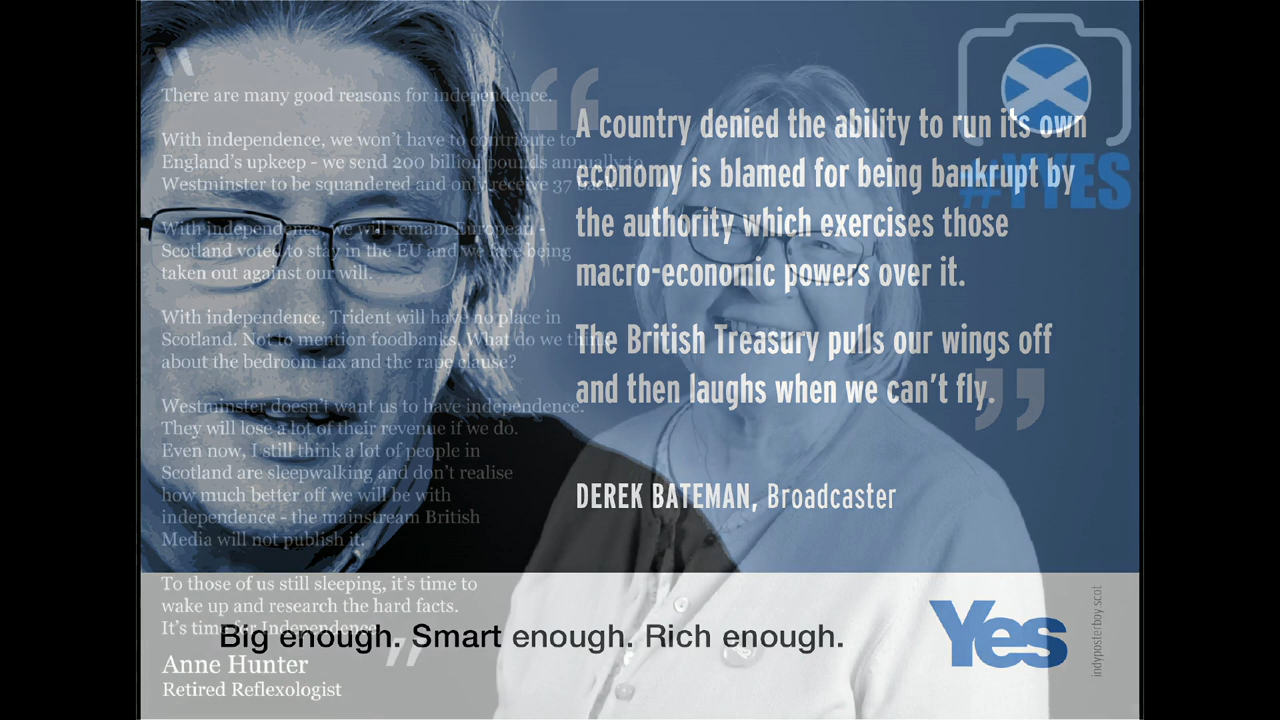 There are many good reasons for independence.
With independence, we won't have to contribute to
England's upkeep - we send 200 billion pounds annually to
Westminster to be squandered and only receive 37 back.
With independence, we will remain European -
Scotland voted to stay in the EU and we face being
taken out against our will.
With independence, Trident will have no place in
Scotland. Not to mention foodbanks. What do we think
about the bedroom tax and the rape clause?
Westminster doesn't want us to have independence.
They will lose a lot of their revenue if we do.
Even now, I still think a lot of people in
Scotland are sleepwalking and don't realise
how much better off we will be with
independence - the mainstream British
Media will not publish it.
To those of us still sleeping, it's time to
wake up and research the hard facts.
It's time for Independence.
Anne Hunter
Retired Reflexologist
#YYES
A country denied the ability to run its own
economy is blamed for being bankrupt by
the authority which exercises those
macro-economic powers over it.
The British Treasury pulls our wings off
and then laughs when we can't fly.
DEREK BATEMAN, Broadcaster
Big enough. Smart enough. Rich enough.
Yes
indyposterboy.scot